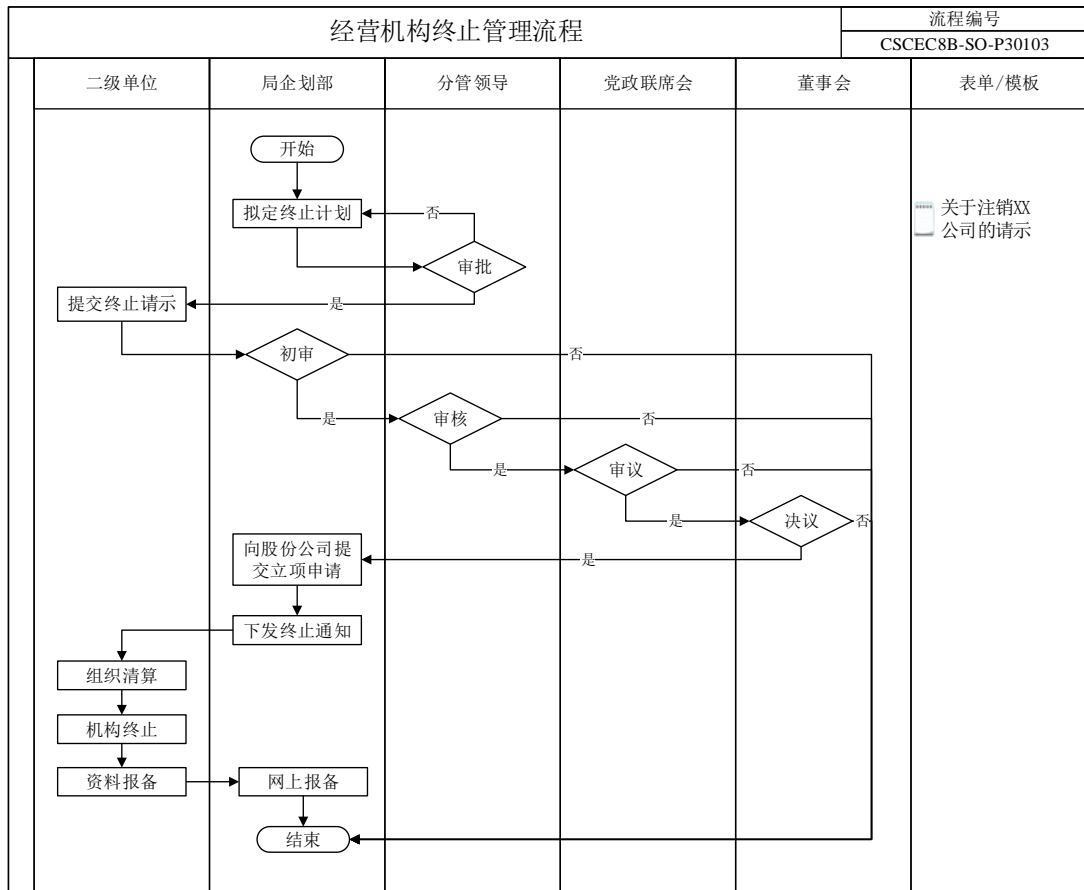 经营机构终止管理流程
流程编号
CSCEC8B-SO-P30103
二级单位
局企划部
分管领导
党政联席会
董事会
表单/模板
开始
拟定终止计划
否
关于注销XX
公司的请示
审批
提交终止请示
是
初审
否
是
审核
否
是
审议
否
是
决议
否
向股份公司提
交立项申请
是
下发终止通知
组织清算
机构终止
资料报备
网上报备
结束